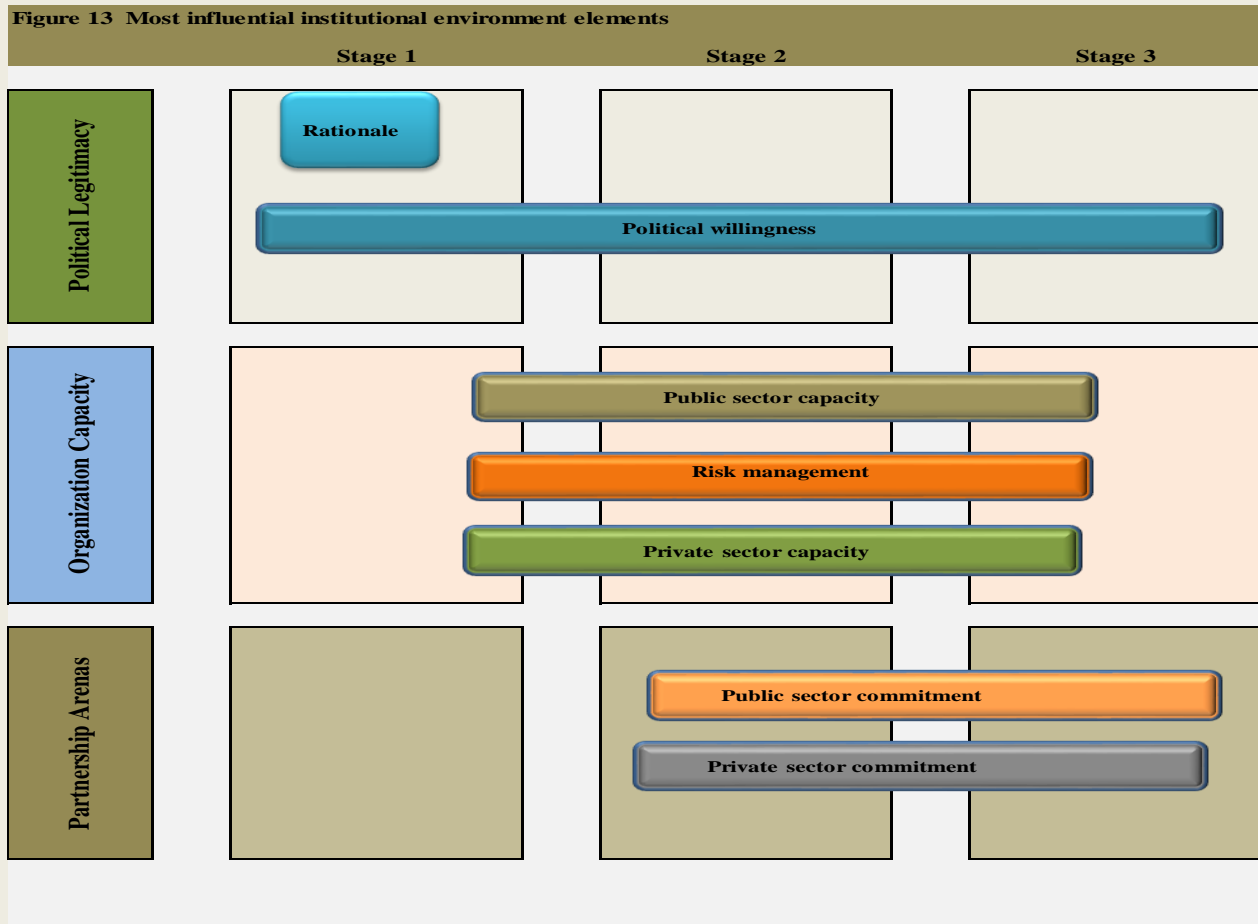 Figure 13 Most influential institutional environment elements
Stage 1 Stage 2 Stage 3
Political Legitimacy
Rationale
Political willingness
Organization Capacity
Public sector capacity
Risk management
Private sector capacity
Partnership Arenas
Public sector commitment
Private sector commitment